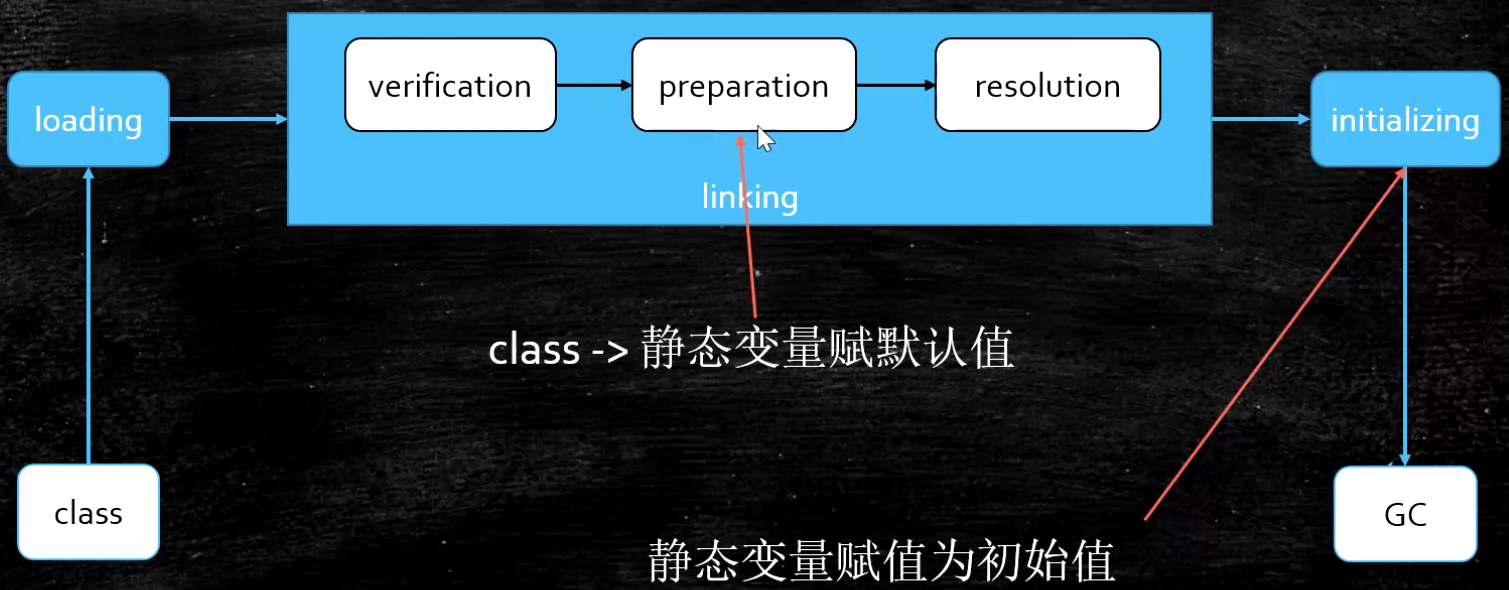 verification
preparation
resolution
loading
initializing
linking
class -> 静态变量赋默认值
class
GC
静态变量赋值为初始值